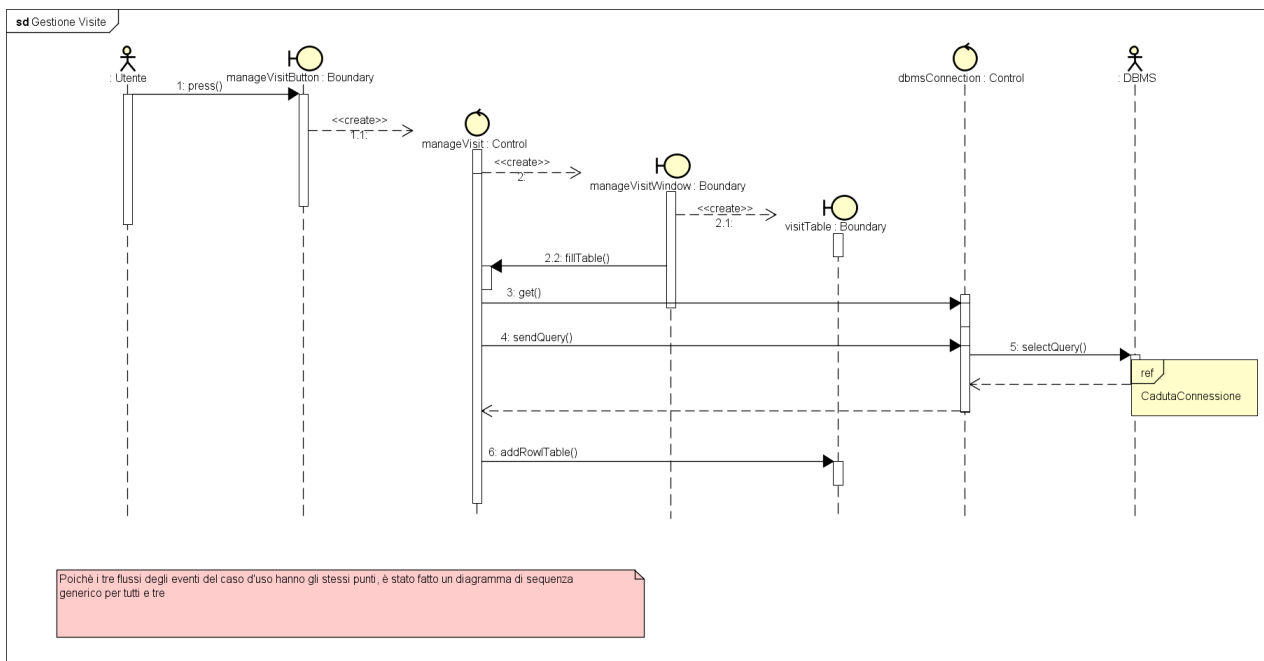 sd Gestione Visite
: Utente
manageVisitButton : Boundary
dbmsConnection : Control
: DBMS
1: press()
<<create>>
1.1:
manageVisit : Control
<<create>>
2:
manageVisitWindow : Boundary
<<create>>
2.1:
visitTable : Boundary
2.2: fillTable()
3: get()
4: sendQuery()
5: selectQuery()
ref
CadutaConnessione
6: addRowlTable()
Poichè i tre flussi degli eventi del caso d'uso hanno gli stessi punti, è stato fatto un diagramma di sequenza
generico per tutti e tre